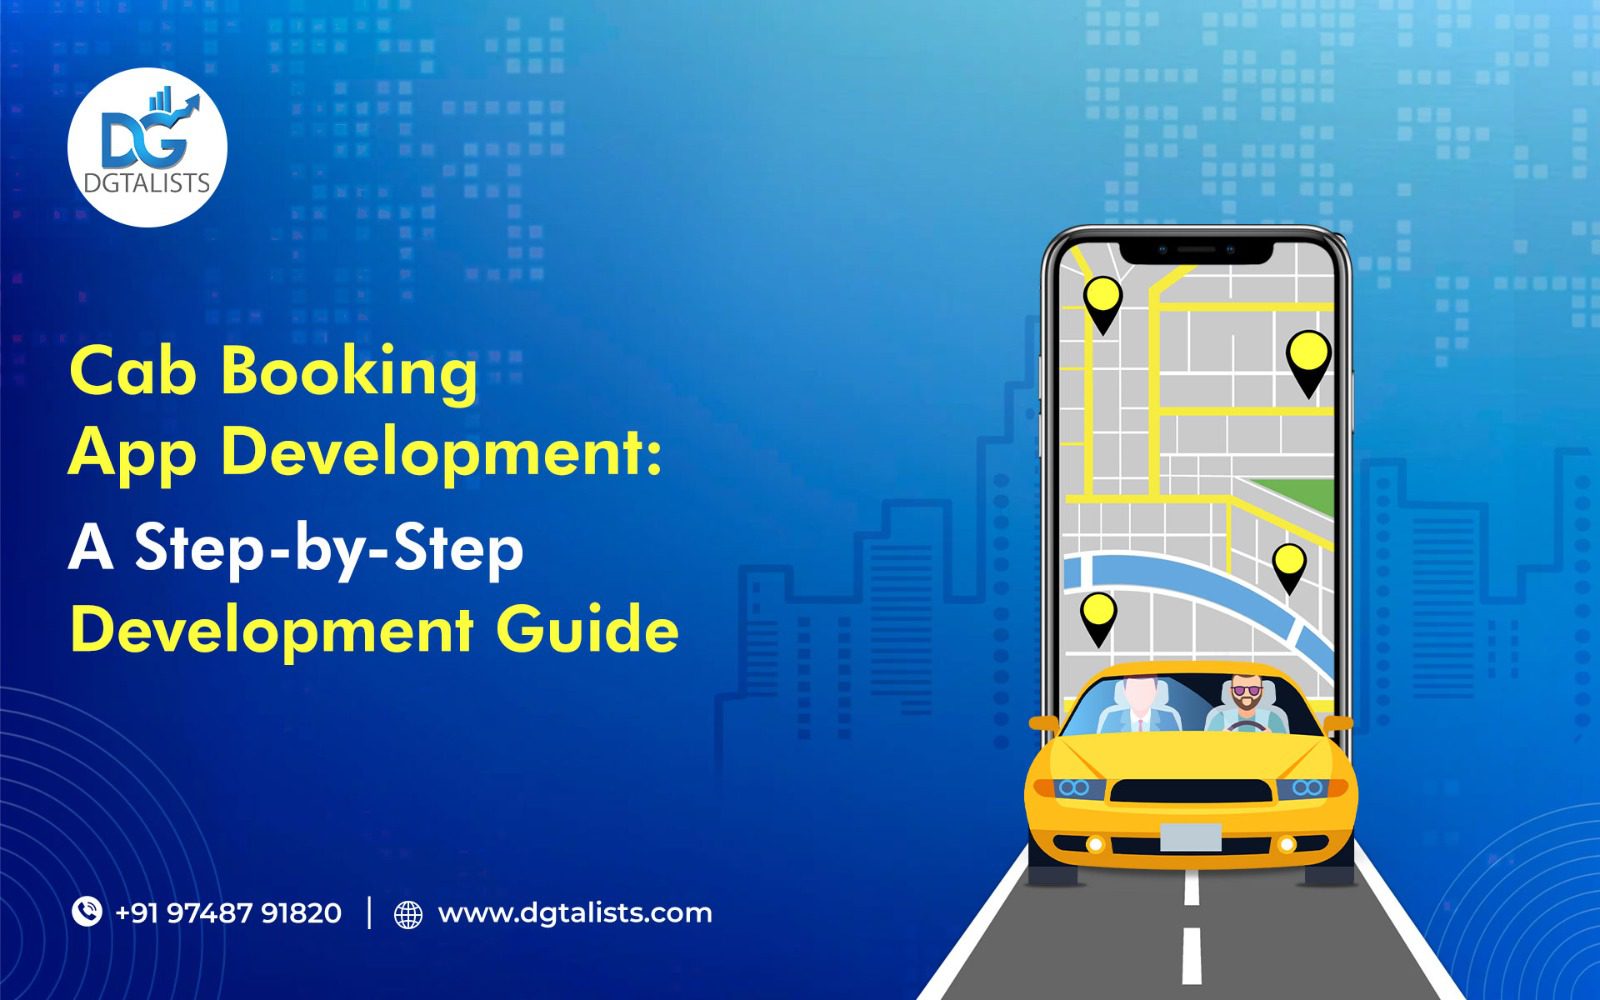 DG
DGTALISTS
Cab Booking
App Development:
A Step-by-Step
Development Guide
+91 97487 91820 | www.dgtalists.com